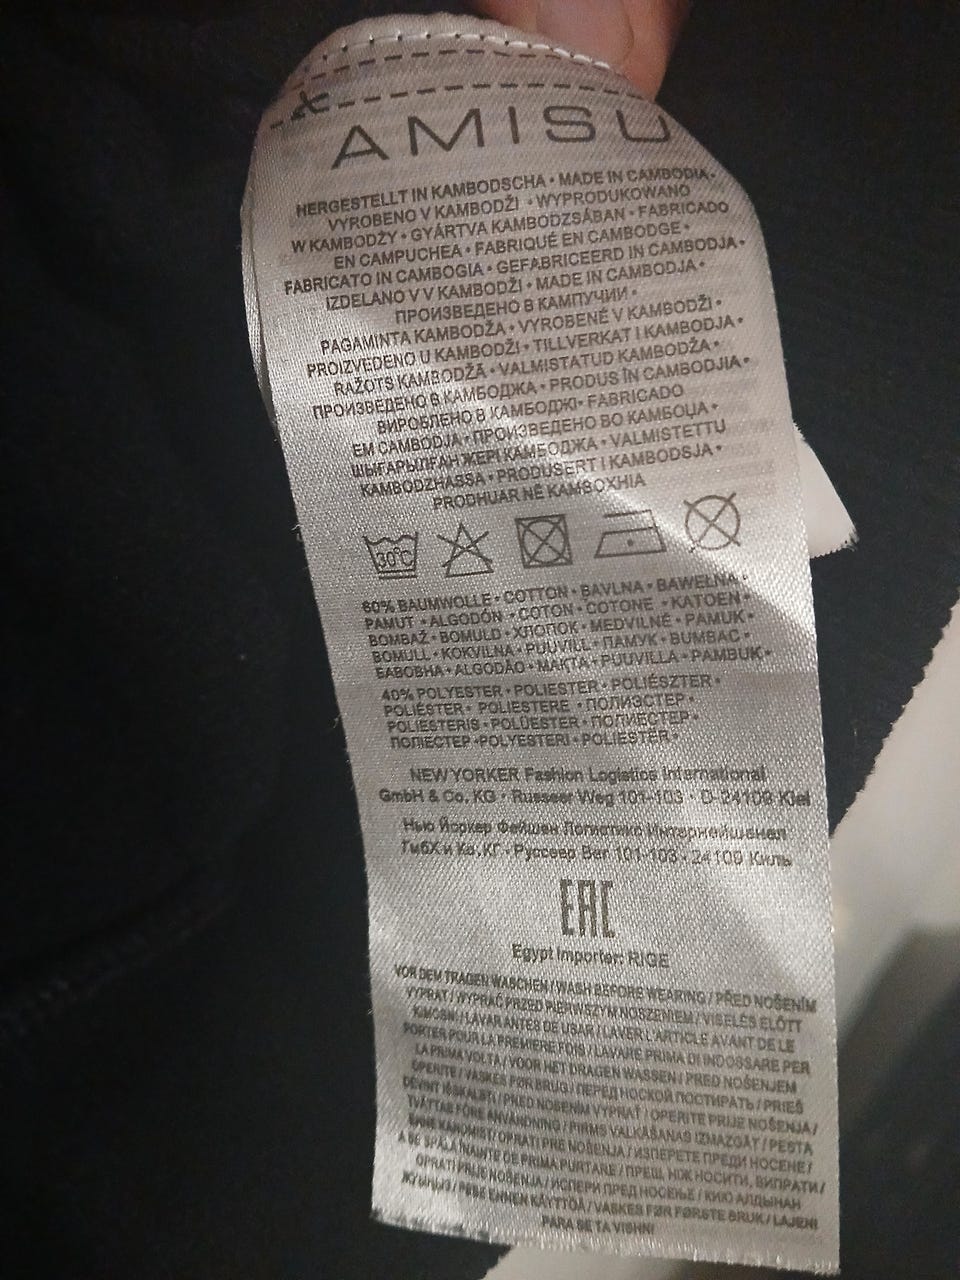 AMISU
HERGESTELLT IN KAMBODSCHA • MADE IN CAMBODIA •
VYROBENO V KAMBODŽI • WYPRODUKOWANO
W KAMBODŻY • GYÁRTVA KAMBODZSÁBAN • FABRICADO
EN CAMPUCHEA • FABRIQUÉ EN CAMBODGE •
FABRICATO IN CAMBOGIA • GEFABRICEERD IN CAMBODJA •
IZDELANO V V KAMBODŽI • MADE IN CAMBODJA •
ПРОИЗВЕДЕНО В КАМПУЧИИ •
PAGAMINTA KAMBODŽA • VYROBENÉ V KAMBODŽI •
PROIZVEDENO U KAMBODŽI • TILLVERKAT I KAMBODJA •
RAŽOTS KAMBODŽĀ • VALMISTATUD KAMBODŽA •
ПРОИЗВЕДЕНО В КАМБОДЖА • PRODUS ÎN CAMBODJIA •
ВИРОБЛЕНО В КАМБОДЖІ • FABRICADO
EM CAMBODJA • ПРОИЗВЕДЕНО ВО КАМБОЏА •
ШЫҒАРЫЛҒАН ЖЕРІ КАМБОДЖА • VALMISTETTU
KAMBODZHASSA • PRODUSERT I KAMBODSJA •
PRODHUAR NË KAMBOXHIA
30°C
60% BAUMWOLLE • COTTON • BAVLNA • BAWEŁNA •
PAMUT • ALGODÓN • COTON • COTONE • KATOEN •
BOMBAŽ • BOMULD • ХЛОПОК • MEDVILNĖ • PAMUK •
BOMULL • KOKVILNA • PUUVILL • ПАМУК • BUMBAC •
БАВОВНА • ALGODÃO • МАКТА • PUUVILLA • PAMBUK •
40% POLYESTER • POLIESTER • POLIÉSZTER •
POLIÉSTER • POLIESTERE • ПОЛИЭСТЕР •
POLIESTERIS • POLÜESTER • ПОЛИЕСТЕР •
ПОЛІЕСТЕР • POLYESTERI • POLIESTËR •
NEW YORKER Fashion Logistics International
GmbH & Co. KG • Russeer Weg 101-103 • D-24109 Kiel
Нью Йоркер Фейшен Логистикс Интернейшенел
ГмбХ и Ко.КГ • Руссеер Вег 101-103 • 24109 Киль
EAC
Egypt Importer: RIGE
VOR DEM TRAGEN WASCHEN / WASH BEFORE WEARING / PŘED NOŠENÍM
VYPRAT / WYPRAĆ PRZED PIERWSZYM NOSZENIEM / VISELÉS ELŐTT
KIMOSNI / LAVAR ANTES DE USAR / LAVER L'ARTICLE AVANT DE LE
PORTER POUR LA PREMIERE FOIS / LAVARE PRIMA DI INDOSSARE PER
LA PRIMA VOLTA / VOOR HET DRAGEN WASSEN / PRED NOŠENJEM
OPERITE / VASKES FØR BRUG / ПЕРЕД НОСКОЙ ПОСТИРАТЬ / PRIEŠ
DĖVINT IŠSKALBTI / PRED NOSENÍM VYPRAŤ / OPERITE PRIJE NOŠENJA /
TVÄTTAS FÖRE ANVÄNDNING / PIRMS VALKĀŠANAS IZMAZGĀT / PESTA
ENNE KANDMIST / OPRATI PRE NOŠENJA / ИЗПЕРЕТЕ ПРЕДИ НОСЕНЕ /
A SE SPĂLA ÎNAINTE DE PRIMA PURTARE / ПЕРШ, НІЖ НОСИТИ, ВИПРАТИ /
OPRATI PRIJE NOŠENJA / ИСПЕРИ ПРЕД НОСЕЊЕ / КИЮ АЛДЫНАН
ЖУЫҢЫЗ / PESE ENNEN KÄYTTÖÄ / VASKES FØR FØRSTE BRUK / LAJENI
PARA SE TA VISHNI